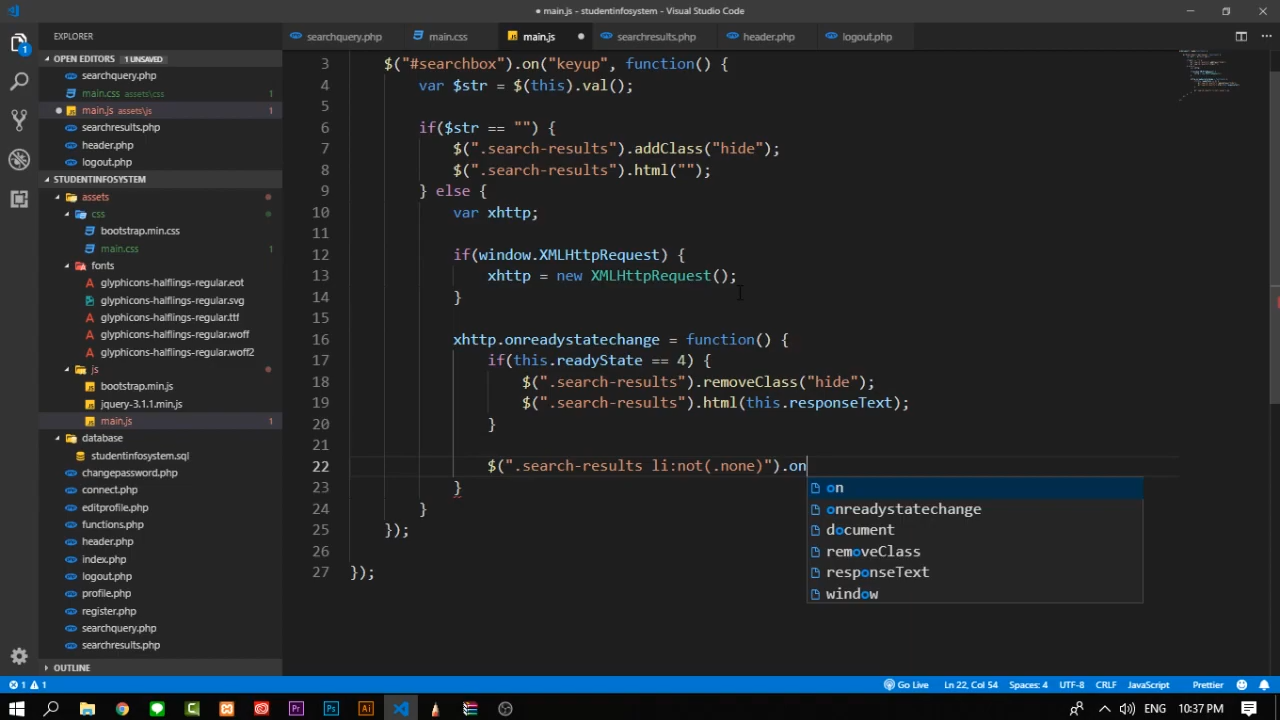 ● main.js - studentinfosystem - Visual Studio Code
EXPLORER
searchquery.php
main.css
main.js
searchresults.php
header.php
logout.php
OPEN EDITORS 1 UNSAVED
searchquery.php
main.css assets\css 1
main.js assets\js 1
searchresults.php
header.php
logout.php
STUDENTINFOSYSTEM
assets
css
bootstrap.min.css
main.css 1
fonts
glyphicons-halflings-regular.eot
glyphicons-halflings-regular.svg
glyphicons-halflings-regular.ttf
glyphicons-halflings-regular.woff
glyphicons-halflings-regular.woff2
js
bootstrap.min.js
jquery-3.1.1.min.js
main.js 1
database
studentinfosystem.sql
changepassword.php
connect.php
editprofile.php
functions.php
header.php
index.php
logout.php
profile.php
register.php
searchquery.php
searchresults.php
OUTLINE
3 $("#searchbox").on("keyup", function() {
4 var $str = $(this).val();
5
6 if($str == "") {
7 $(".search-results").addClass("hide");
8 $(".search-results").html("");
9 } else {
10 var xhttp;
11
12 if(window.XMLHttpRequest) {
13 xhttp = new XMLHttpRequest();
14 }
15
16 xhttp.onreadystatechange = function() {
17 if(this.readyState == 4) {
18 $(".search-results").removeClass("hide");
19 $(".search-results").html(this.responseText);
20 }
21
22 $(".search-results li:not(.none)").on
23 }
24 }
25 });
26
27 });
on
onreadystatechange
document
removeClass
responseText
window
1 1
Go Live
Ln 22, Col 54
Spaces: 4
UTF-8
CRLF
JavaScript
Prettier
1
Pr
Ps
Ai
10:37 PM